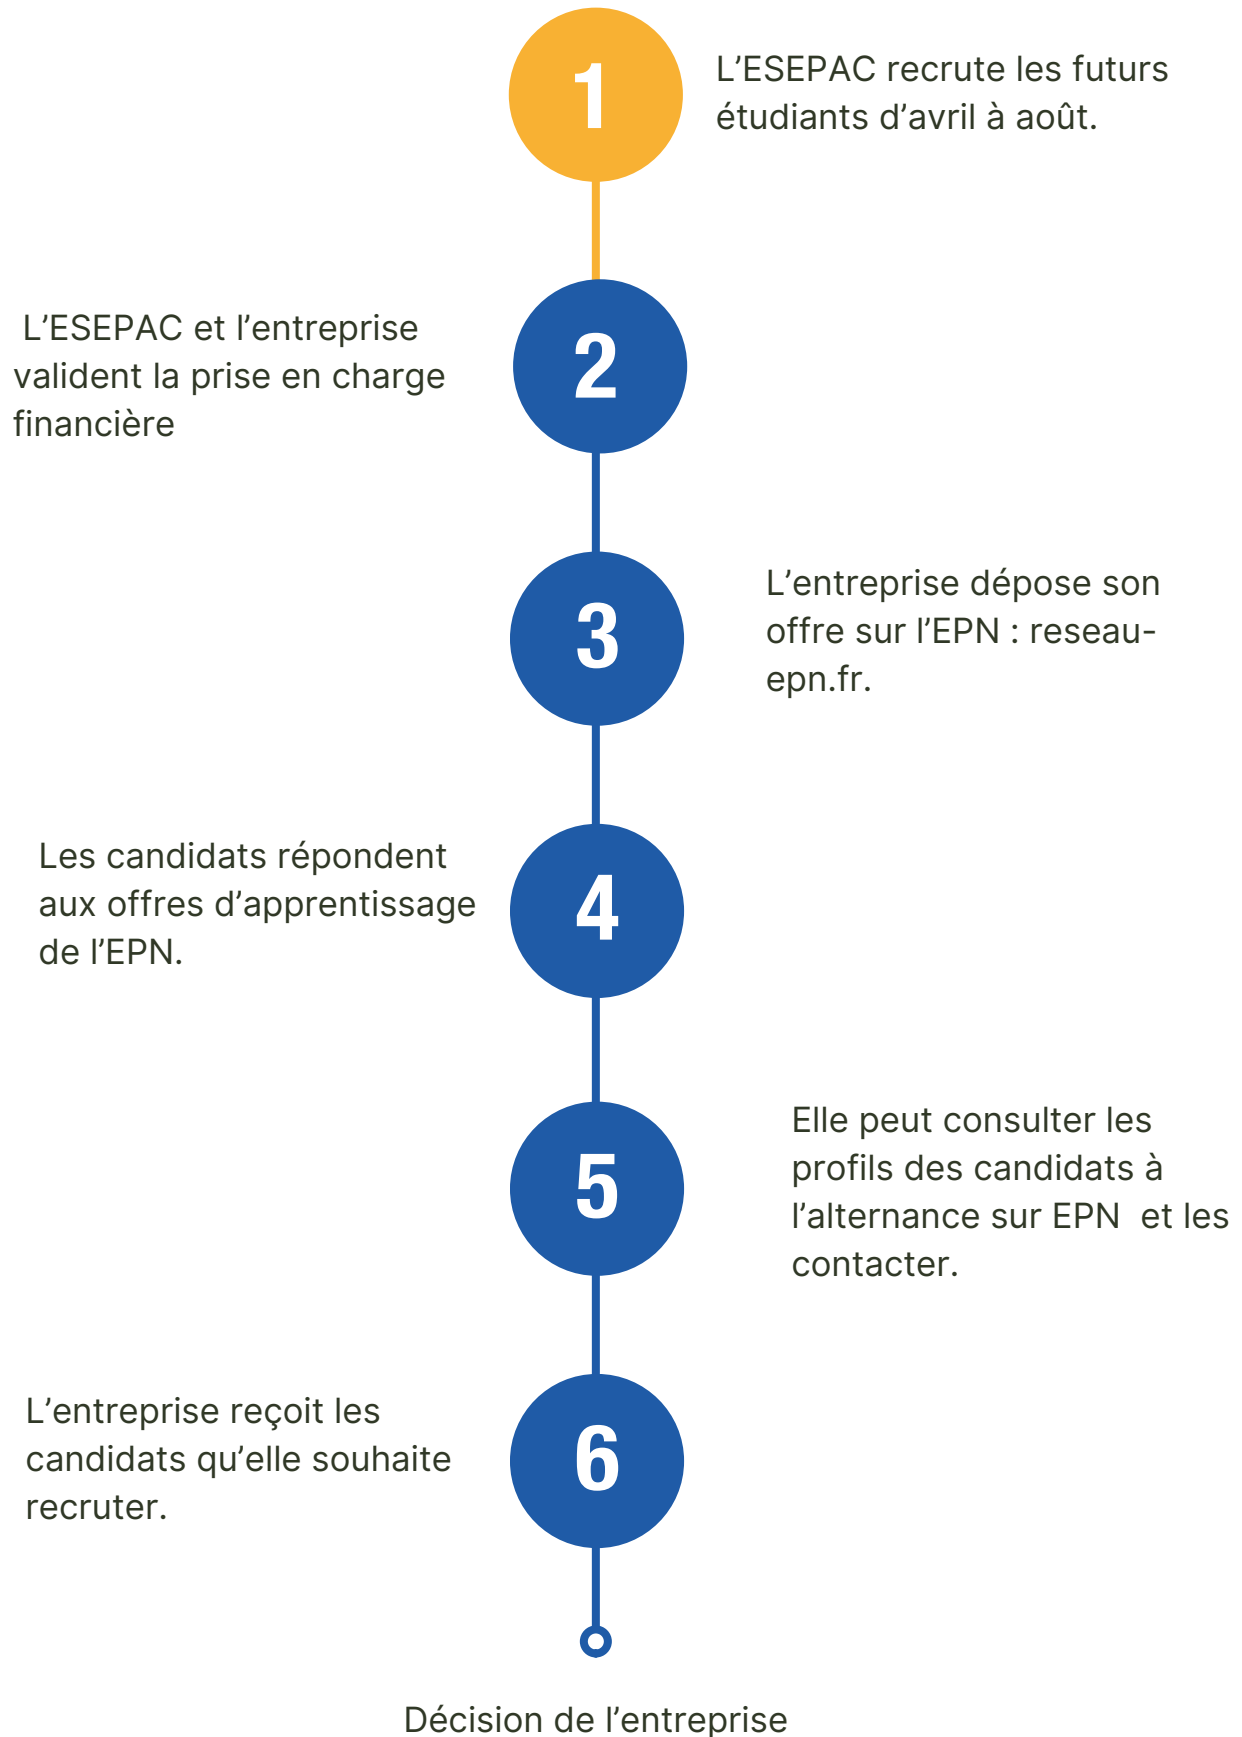 1
L’ESEPAC recrute les futurs
étudiants d’avril à août.
2
L’ESEPAC et l’entreprise
valident la prise en charge
financière
3
L’entreprise dépose son
offre sur l’EPN : reseau-
epn.fr.
4
Les candidats répondent
aux offres d’apprentissage
de l’EPN.
5
Elle peut consulter les
profils des candidats à
l’alternance sur EPN et les
contacter.
6
L’entreprise reçoit les
candidats qu’elle souhaite
recruter.
Décision de l’entreprise